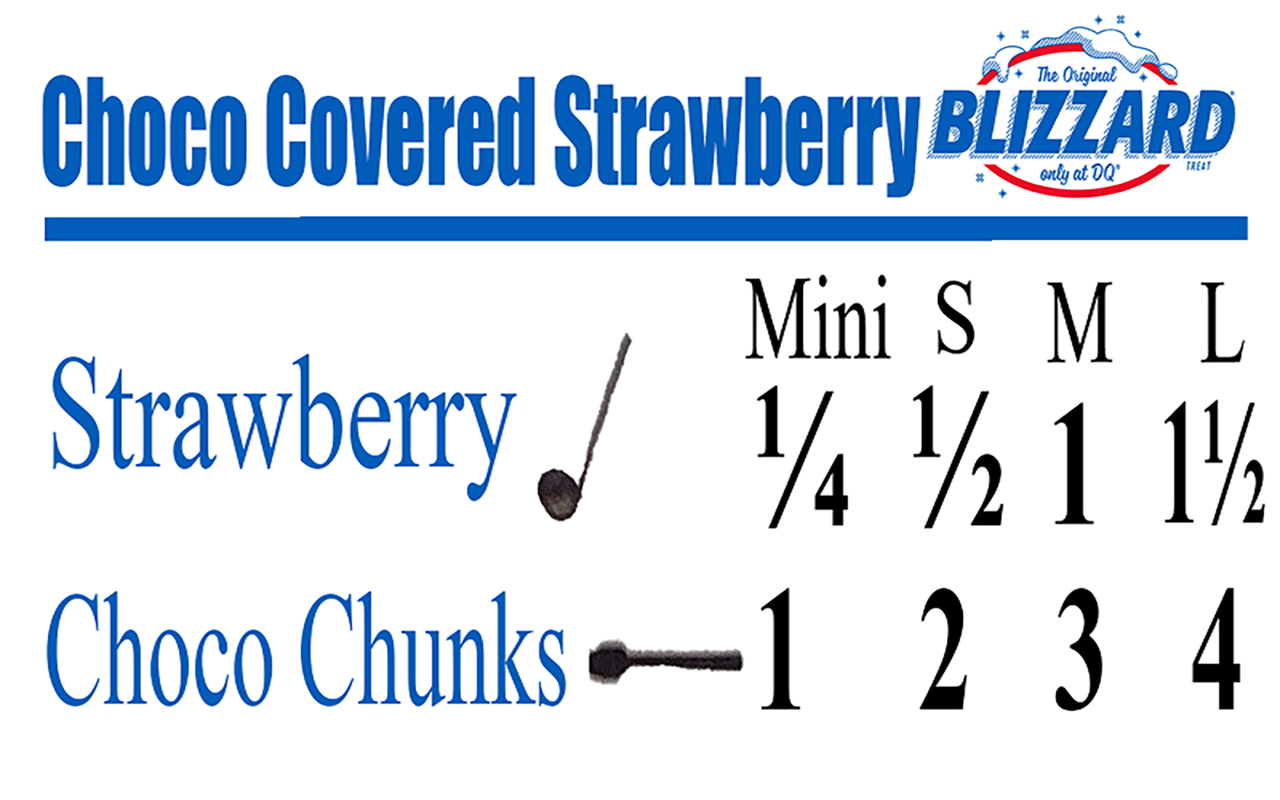 The Original
Choco Covered Strawberry BLIZZARD®
TREAT
only at DQ®
Mini S M L
Strawberry ¼ ½ 1 1½
Choco Chunks 1 2 3 4